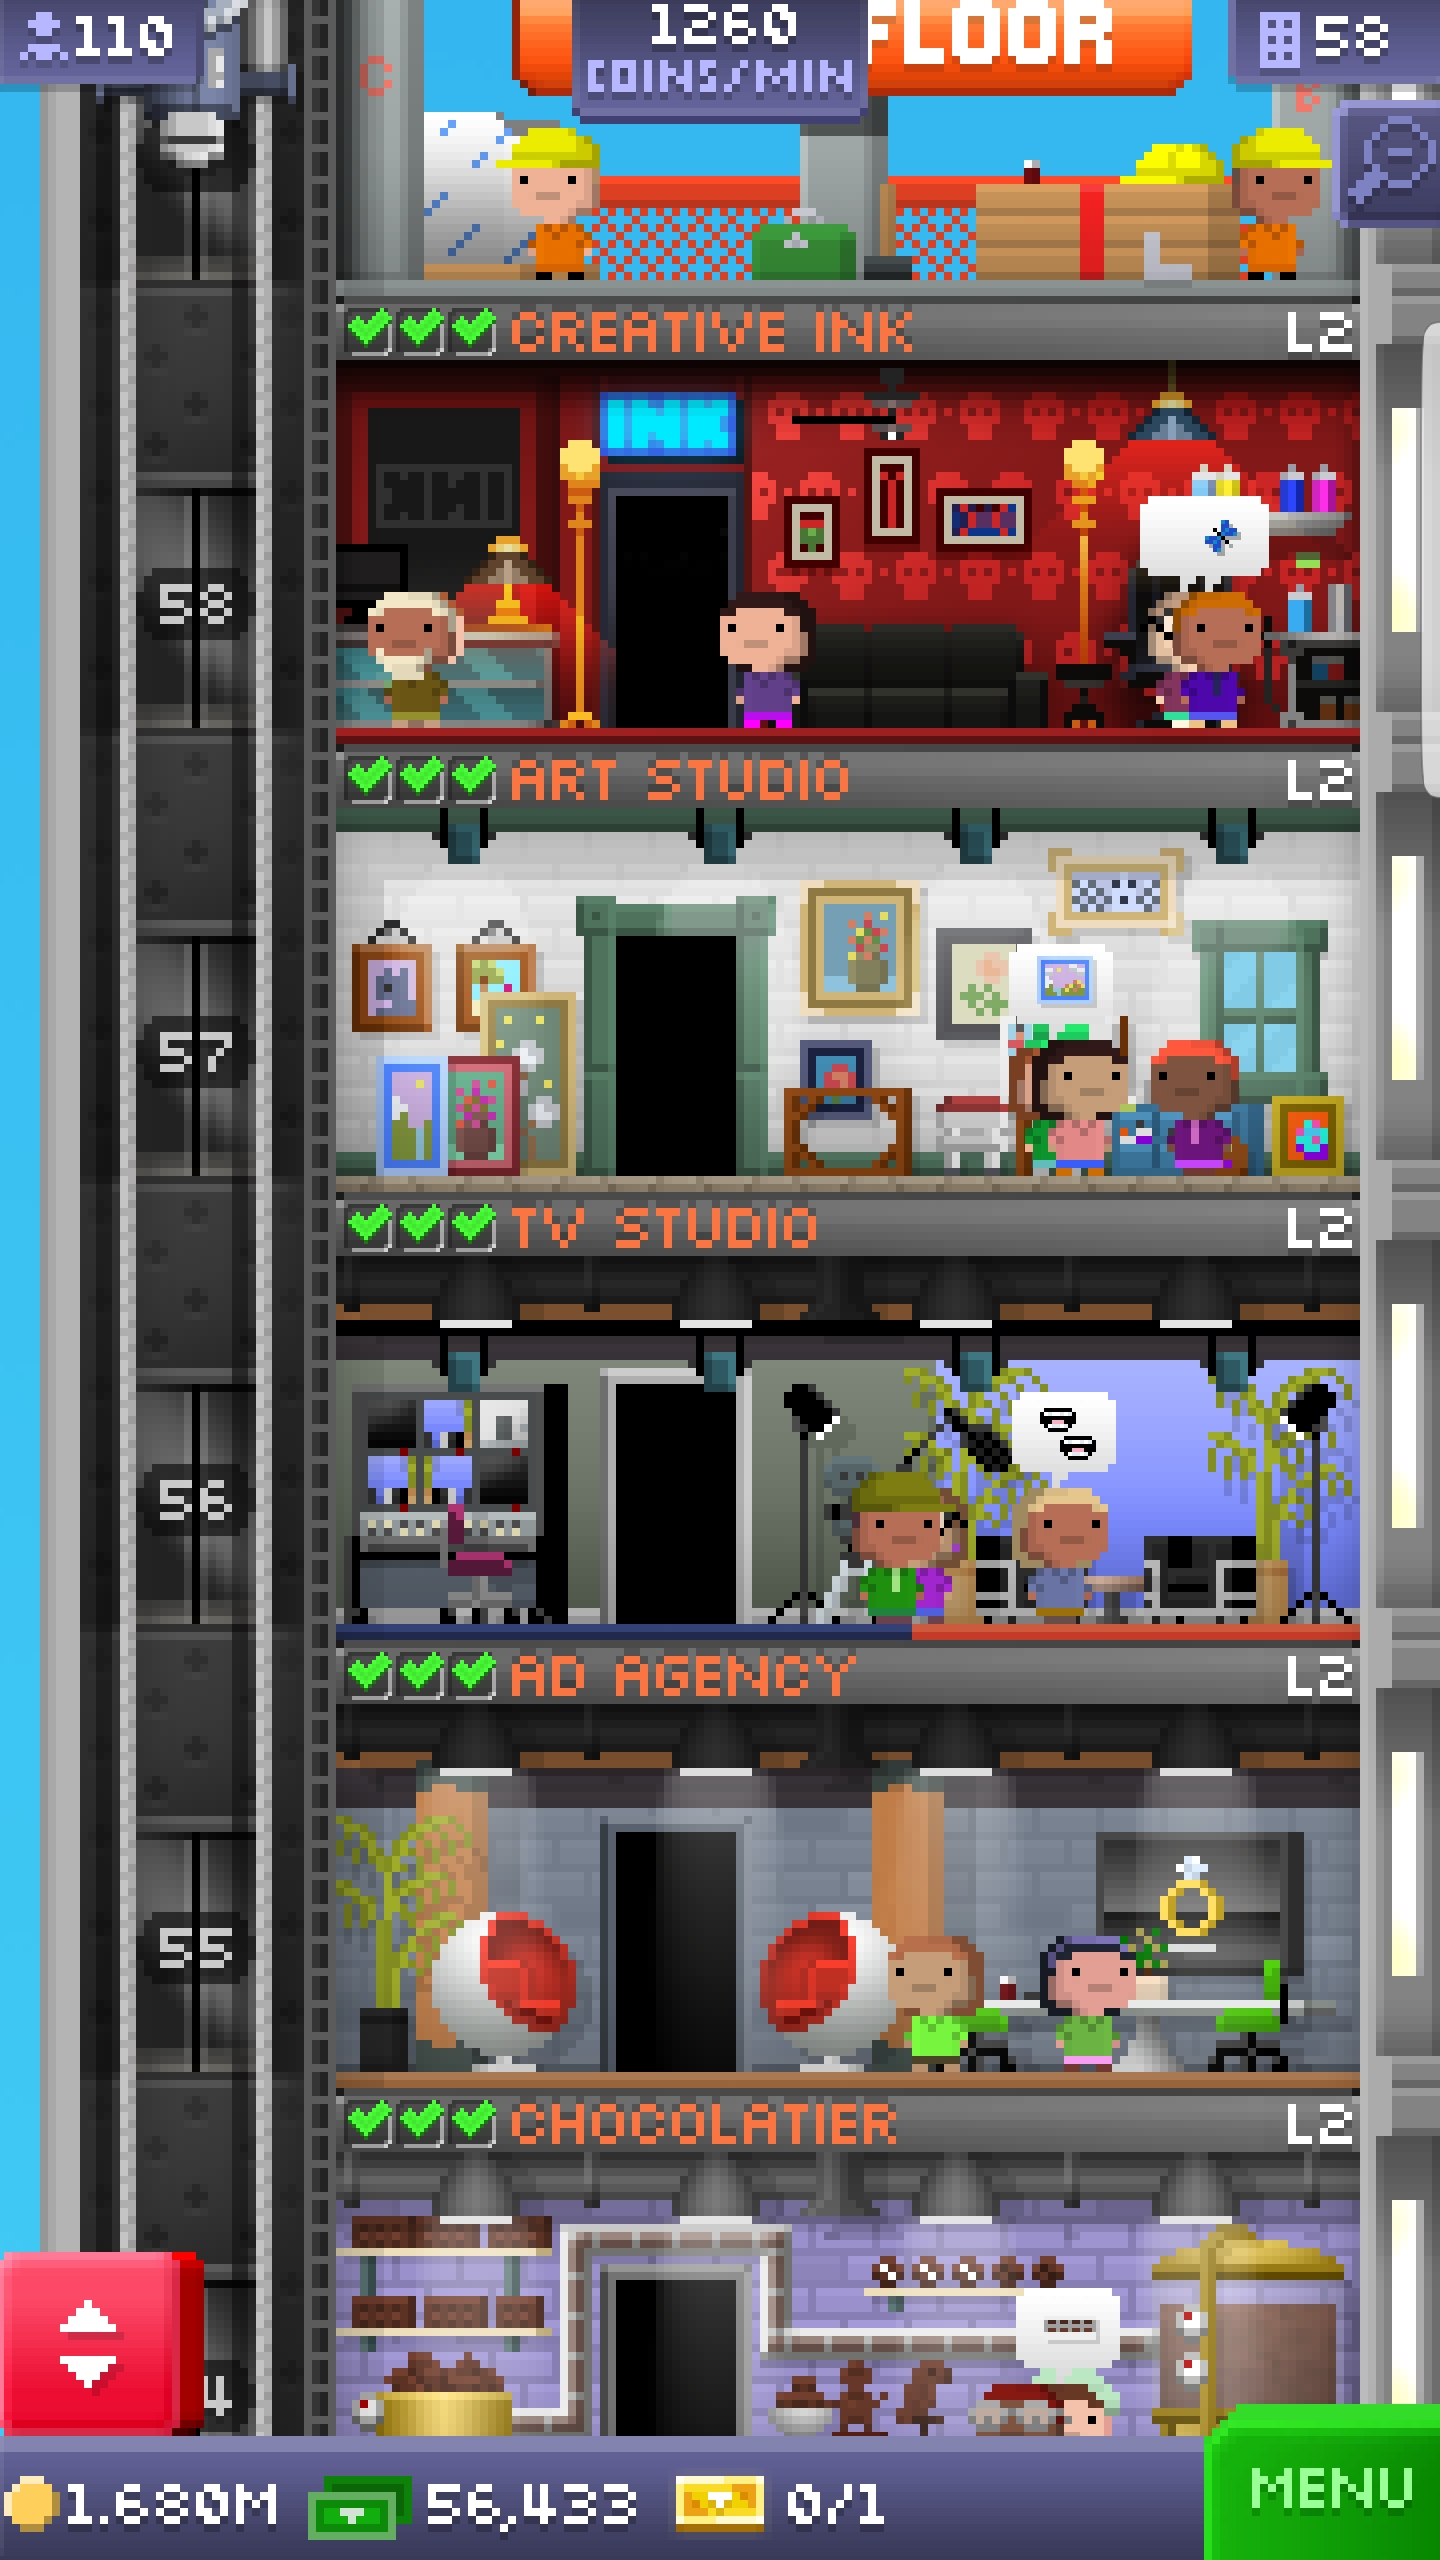 110
1260
COINS/MIN
FLOOR
58
CREATIVE INK
L2
INK
58
ART STUDIO
L2
57
TV STUDIO
L2
56
AD AGENCY
L2
55
CHOCOLATIER
L2
4
MENU
1.680M
56,433
0/1